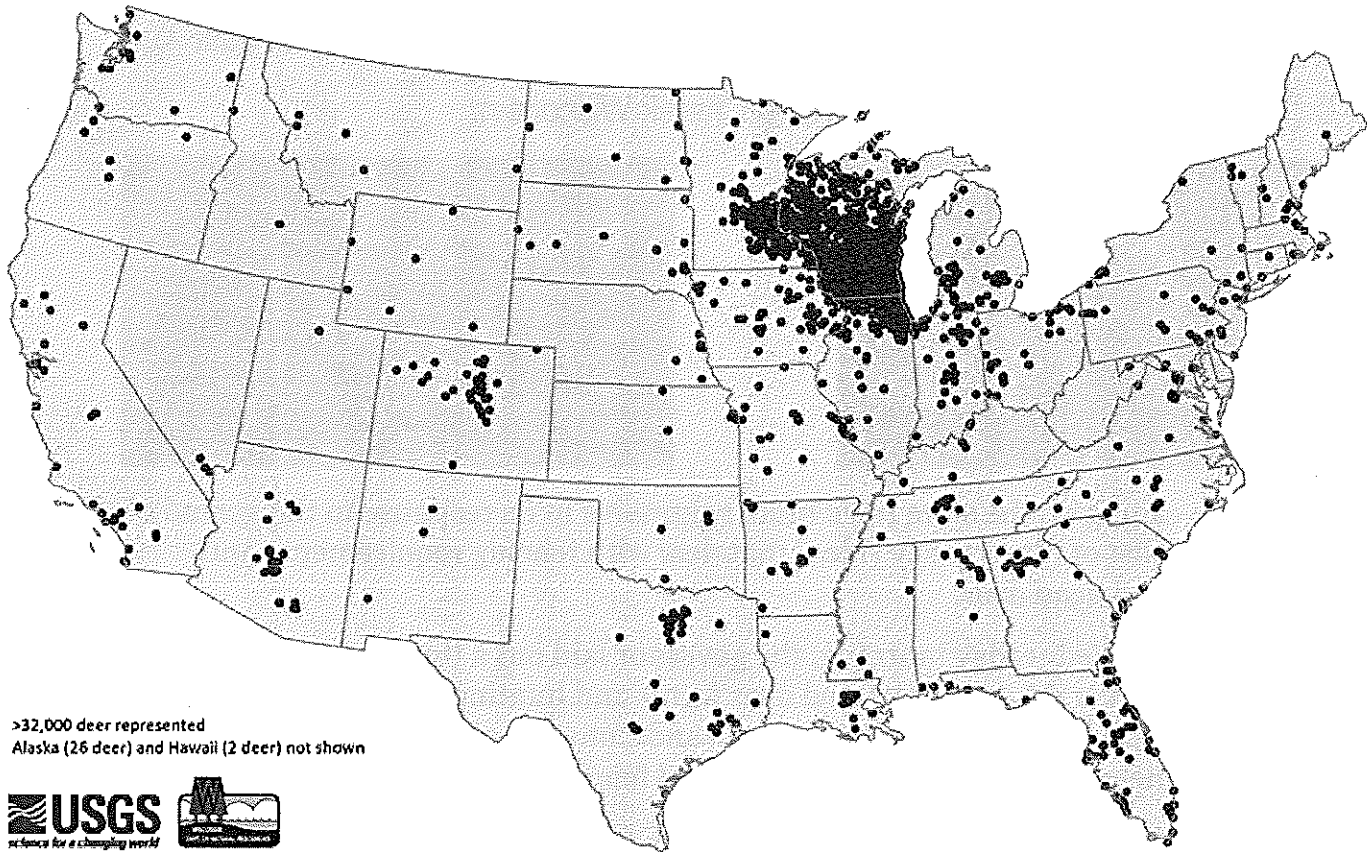 >32,000 deer represented
Alaska (26 deer) and Hawaii (2 deer) not shown
USGS
science for a changing world